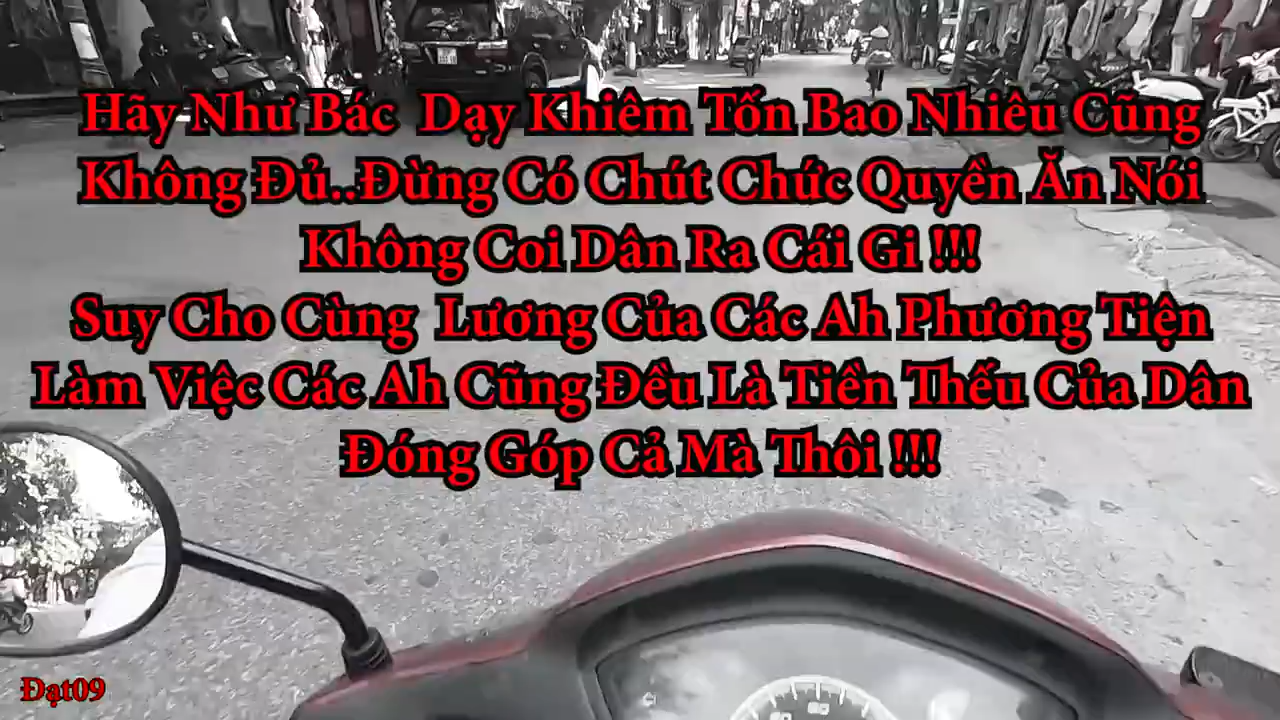 Hãy Như Bác Dạy Khiêm Tốn Bao Nhiêu Cũng
Không Đủ..Đừng Có Chút Chức Quyền Ăn Nói
Không Coi Dân Ra Cái Gi !!!
Suy Cho Cùng Lương Của Các Ah Phương Tiện
Làm Việc Các Ah Cũng Đều Là Tiền Thếu Của Dân
Đóng Góp Cả Mà Thôi !!!
Đạt09